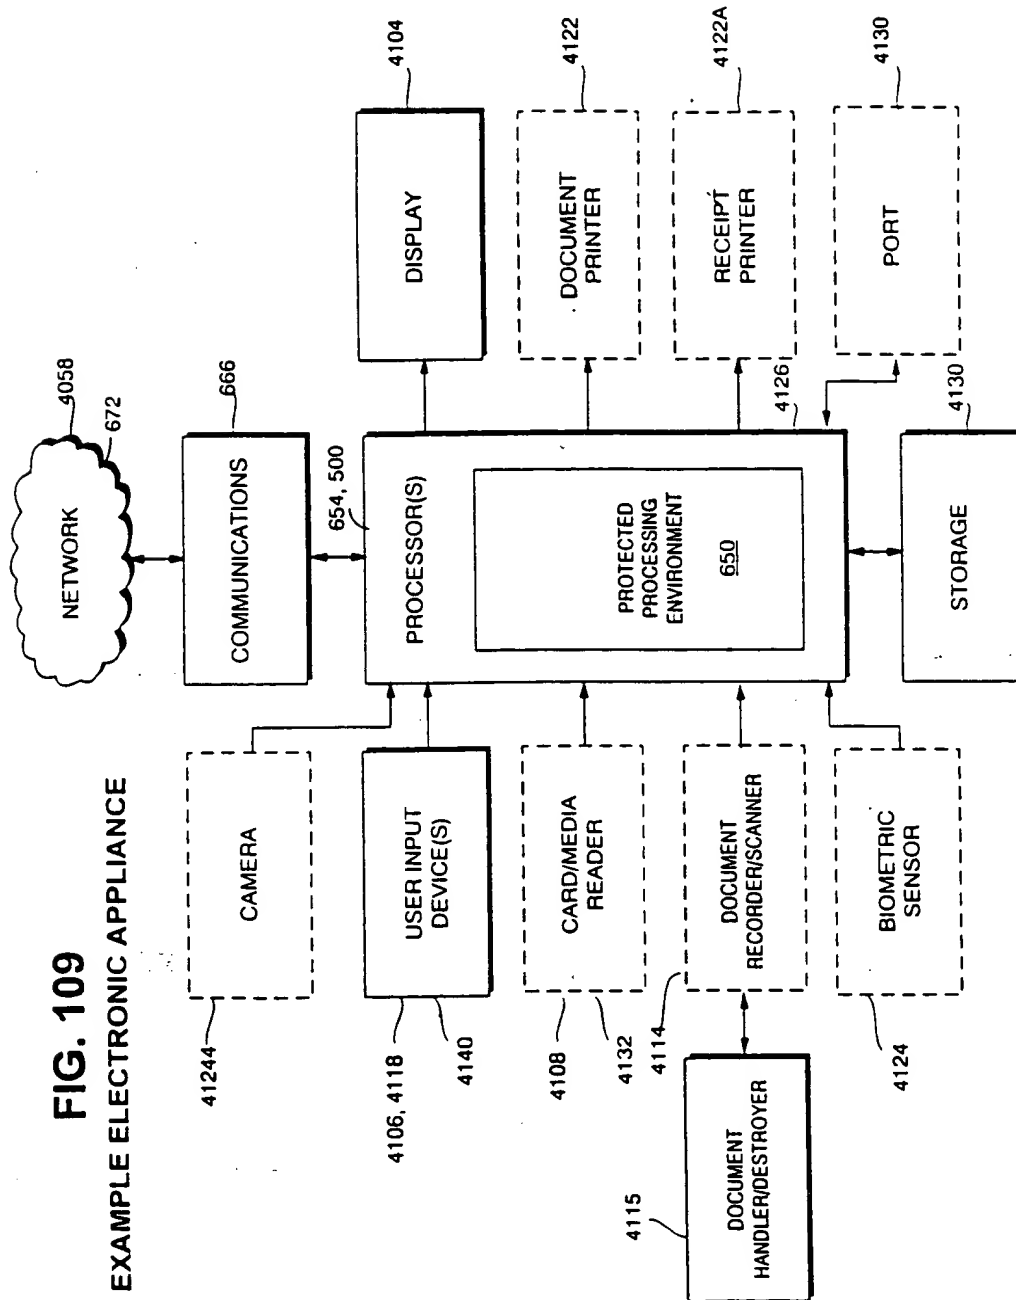 FIG. 109
EXAMPLE ELECTRONIC APPLIANCE
NETWORK
4058
672
COMMUNICATIONS
666
41244
CAMERA
4106, 4118
4140
USER INPUT
DEVICE(S)
4108
4132
CARD/MEDIA
READER
4114
DOCUMENT
RECORDER/SCANNER
4115
DOCUMENT
HANDLER/DESTROYER
4124
BIOMETRIC
SENSOR
654, 500
PROCESSOR(S)
PROTECTED
PROCESSING
ENVIRONMENT
650
4126
STORAGE
4130
DISPLAY
4104
DOCUMENT
PRINTER
4122
RECEIPT
PRINTER
4122A
PORT
4130